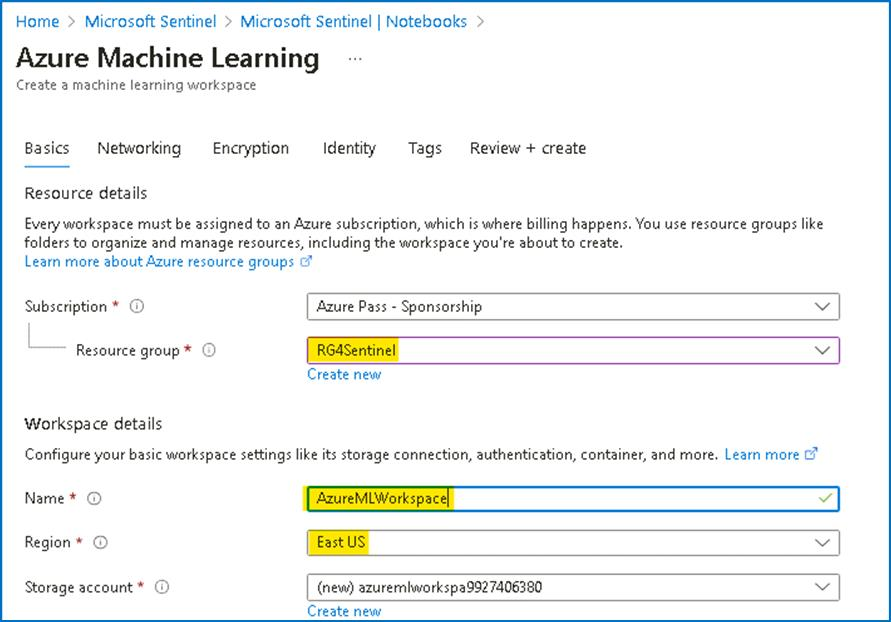 Home > Microsoft Sentinel > Microsoft Sentinel | Notebooks >
Azure Machine Learning ...
Create a machine learning workspace
Basics Networking Encryption Identity Tags Review + create
Resource details
Every workspace must be assigned to an Azure subscription, which is where billing happens. You use resource groups like
folders to organize and manage resources, including the workspace you're about to create.
Learn more about Azure resource groups
Subscription * Azure Pass - Sponsorship
Resource group * RG4Sentinel
Create new
Workspace details
Configure your basic workspace settings like its storage connection, authentication, container, and more. Learn more
Name * AzureMLWorkspace
Region * East US
Storage account * (new) azuremlworkspa9927406380
Create new